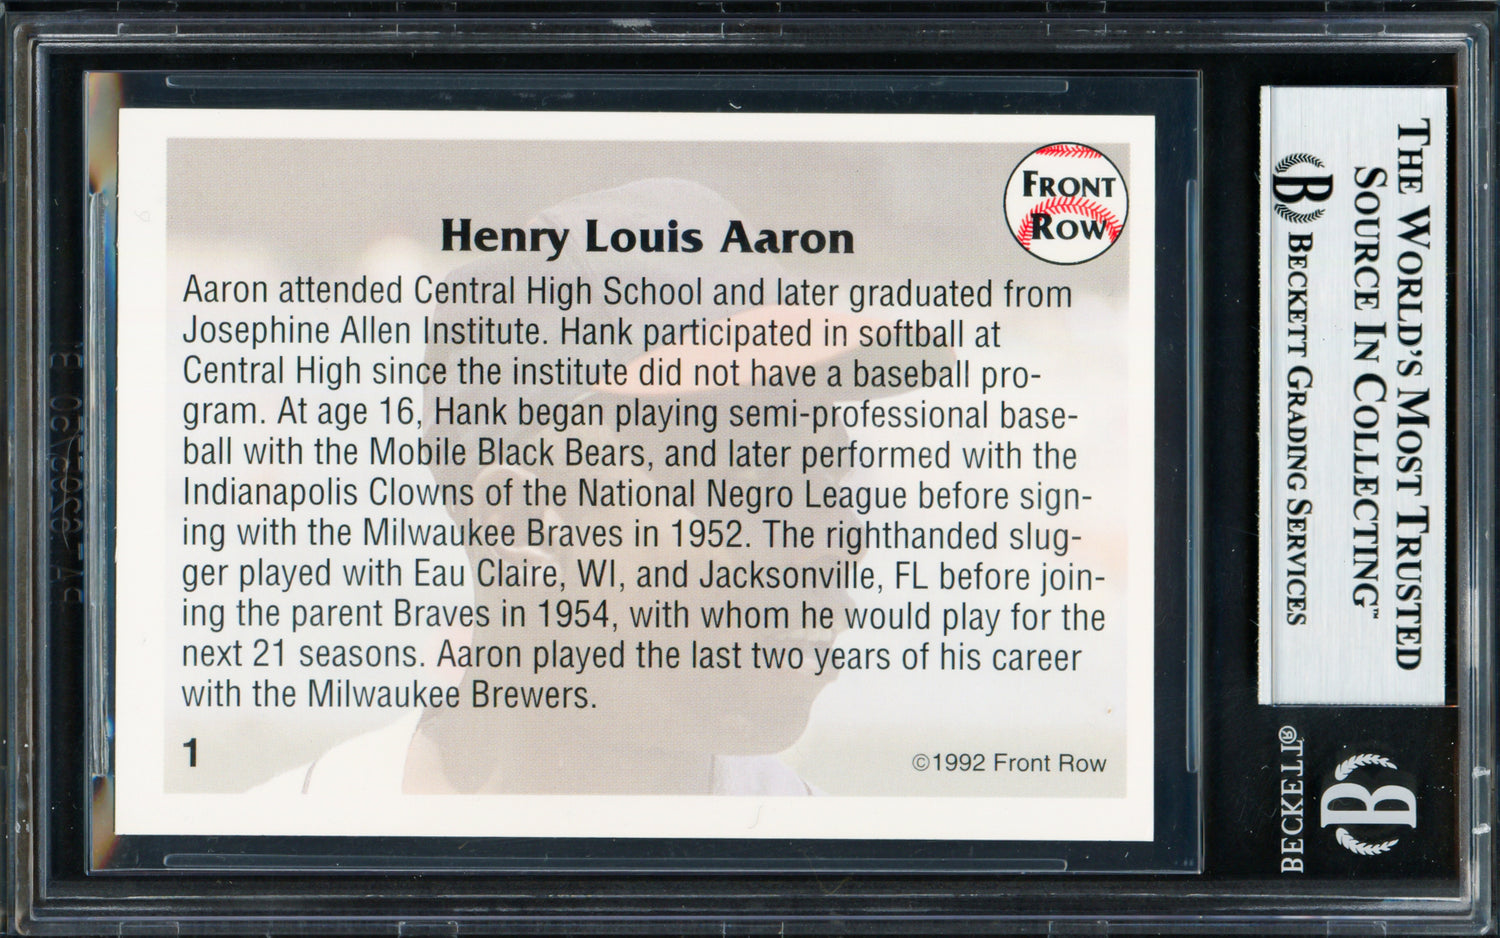 FRONT
ROW
Henry Louis Aaron
Aaron attended Central High School and later graduated from
Josephine Allen Institute. Hank participated in softball at
Central High since the institute did not have a baseball pro-
gram. At age 16, Hank began playing semi-professional base-
ball with the Mobile Black Bears, and later performed with the
Indianapolis Clowns of the National Negro League before sign-
ing with the Milwaukee Braves in 1952. The righthanded slug-
ger played with Eau Claire, WI, and Jacksonville, FL before join-
ing the parent Braves in 1954, with whom he would play for the
next 21 seasons. Aaron played the last two years of his career
with the Milwaukee Brewers.
1
©1992 Front Row
THE WORLD'S MOST TRUSTED
SOURCE IN COLLECTING™
B BECKETT GRADING SERVICES
BECKETT®
B